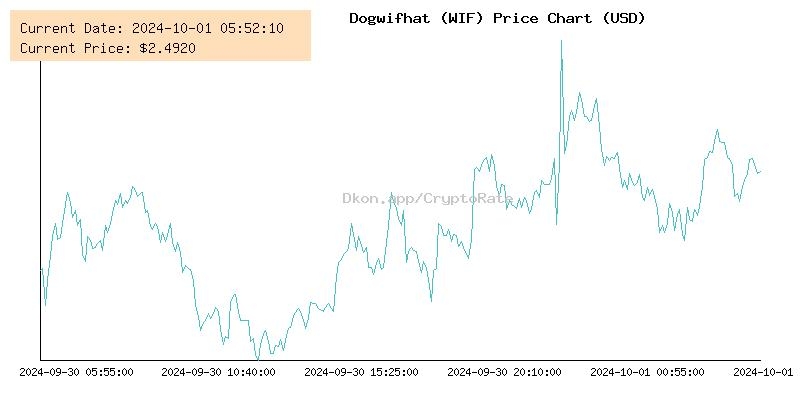 Dogwifhat (WIF) Price Chart (USD)
Current Date: 2024-10-01 05:52:10
Current Price: $2.4920
Dkon.app/CryptoRate
2024-09-30 05:55:00
2024-09-30 10:40:00
2024-09-30 15:25:00
2024-09-30 20:10:00
2024-10-01 00:55:00
2024-10-01